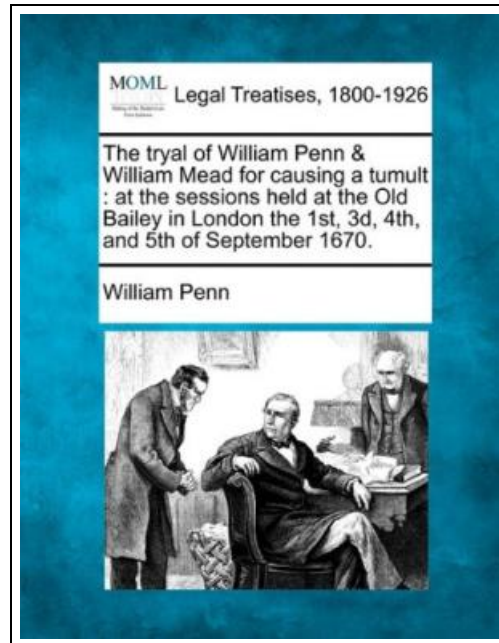 MOML
Legal Treatises, 1800-1926
The tryal of William Penn &
William Mead for causing a tumult
: at the sessions held at the Old
Bailey in London the 1st, 3d, 4th,
and 5th of September 1670.
William Penn